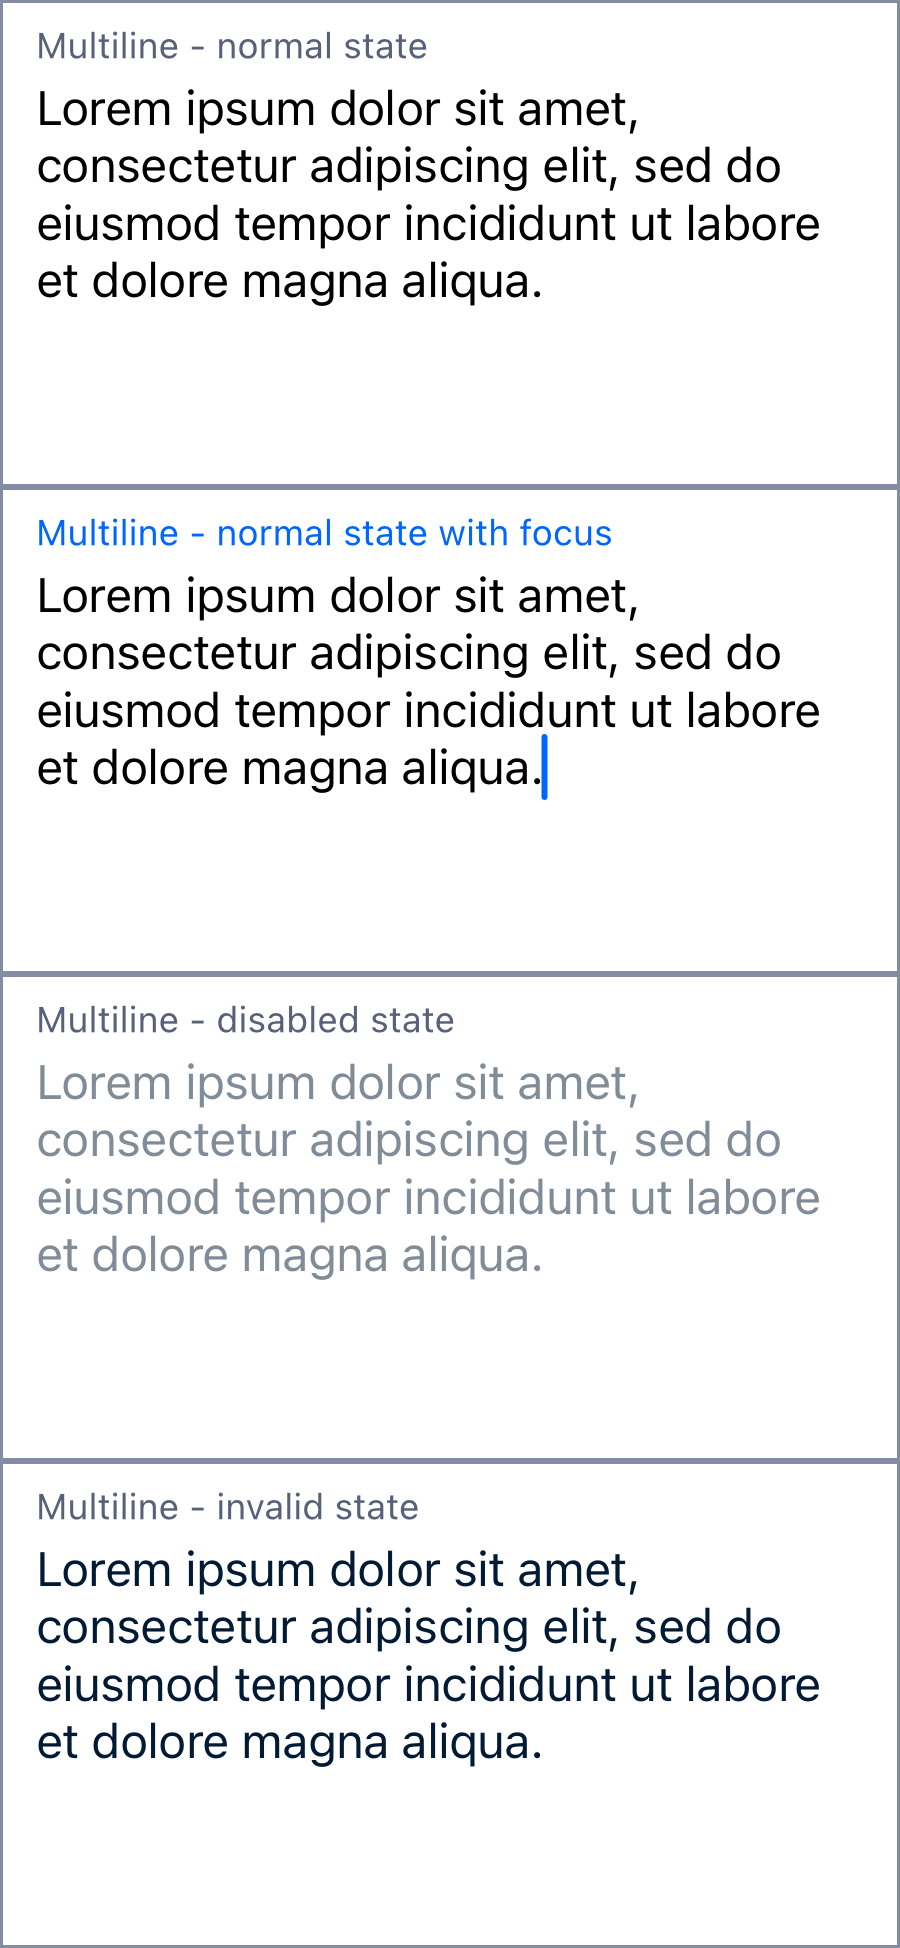 Multiline - normal state
Lorem ipsum dolor sit amet,
consectetur adipiscing elit, sed do
eiusmod tempor incididunt ut labore
et dolore magna aliqua.
Multiline - normal state with focus
Lorem ipsum dolor sit amet,
consectetur adipiscing elit, sed do
eiusmod tempor incididunt ut labore
et dolore magna aliqua.
Multiline - disabled state
Lorem ipsum dolor sit amet,
consectetur adipiscing elit, sed do
eiusmod tempor incididunt ut labore
et dolore magna aliqua.
Multiline - invalid state
Lorem ipsum dolor sit amet,
consectetur adipiscing elit, sed do
eiusmod tempor incididunt ut labore
et dolore magna aliqua.